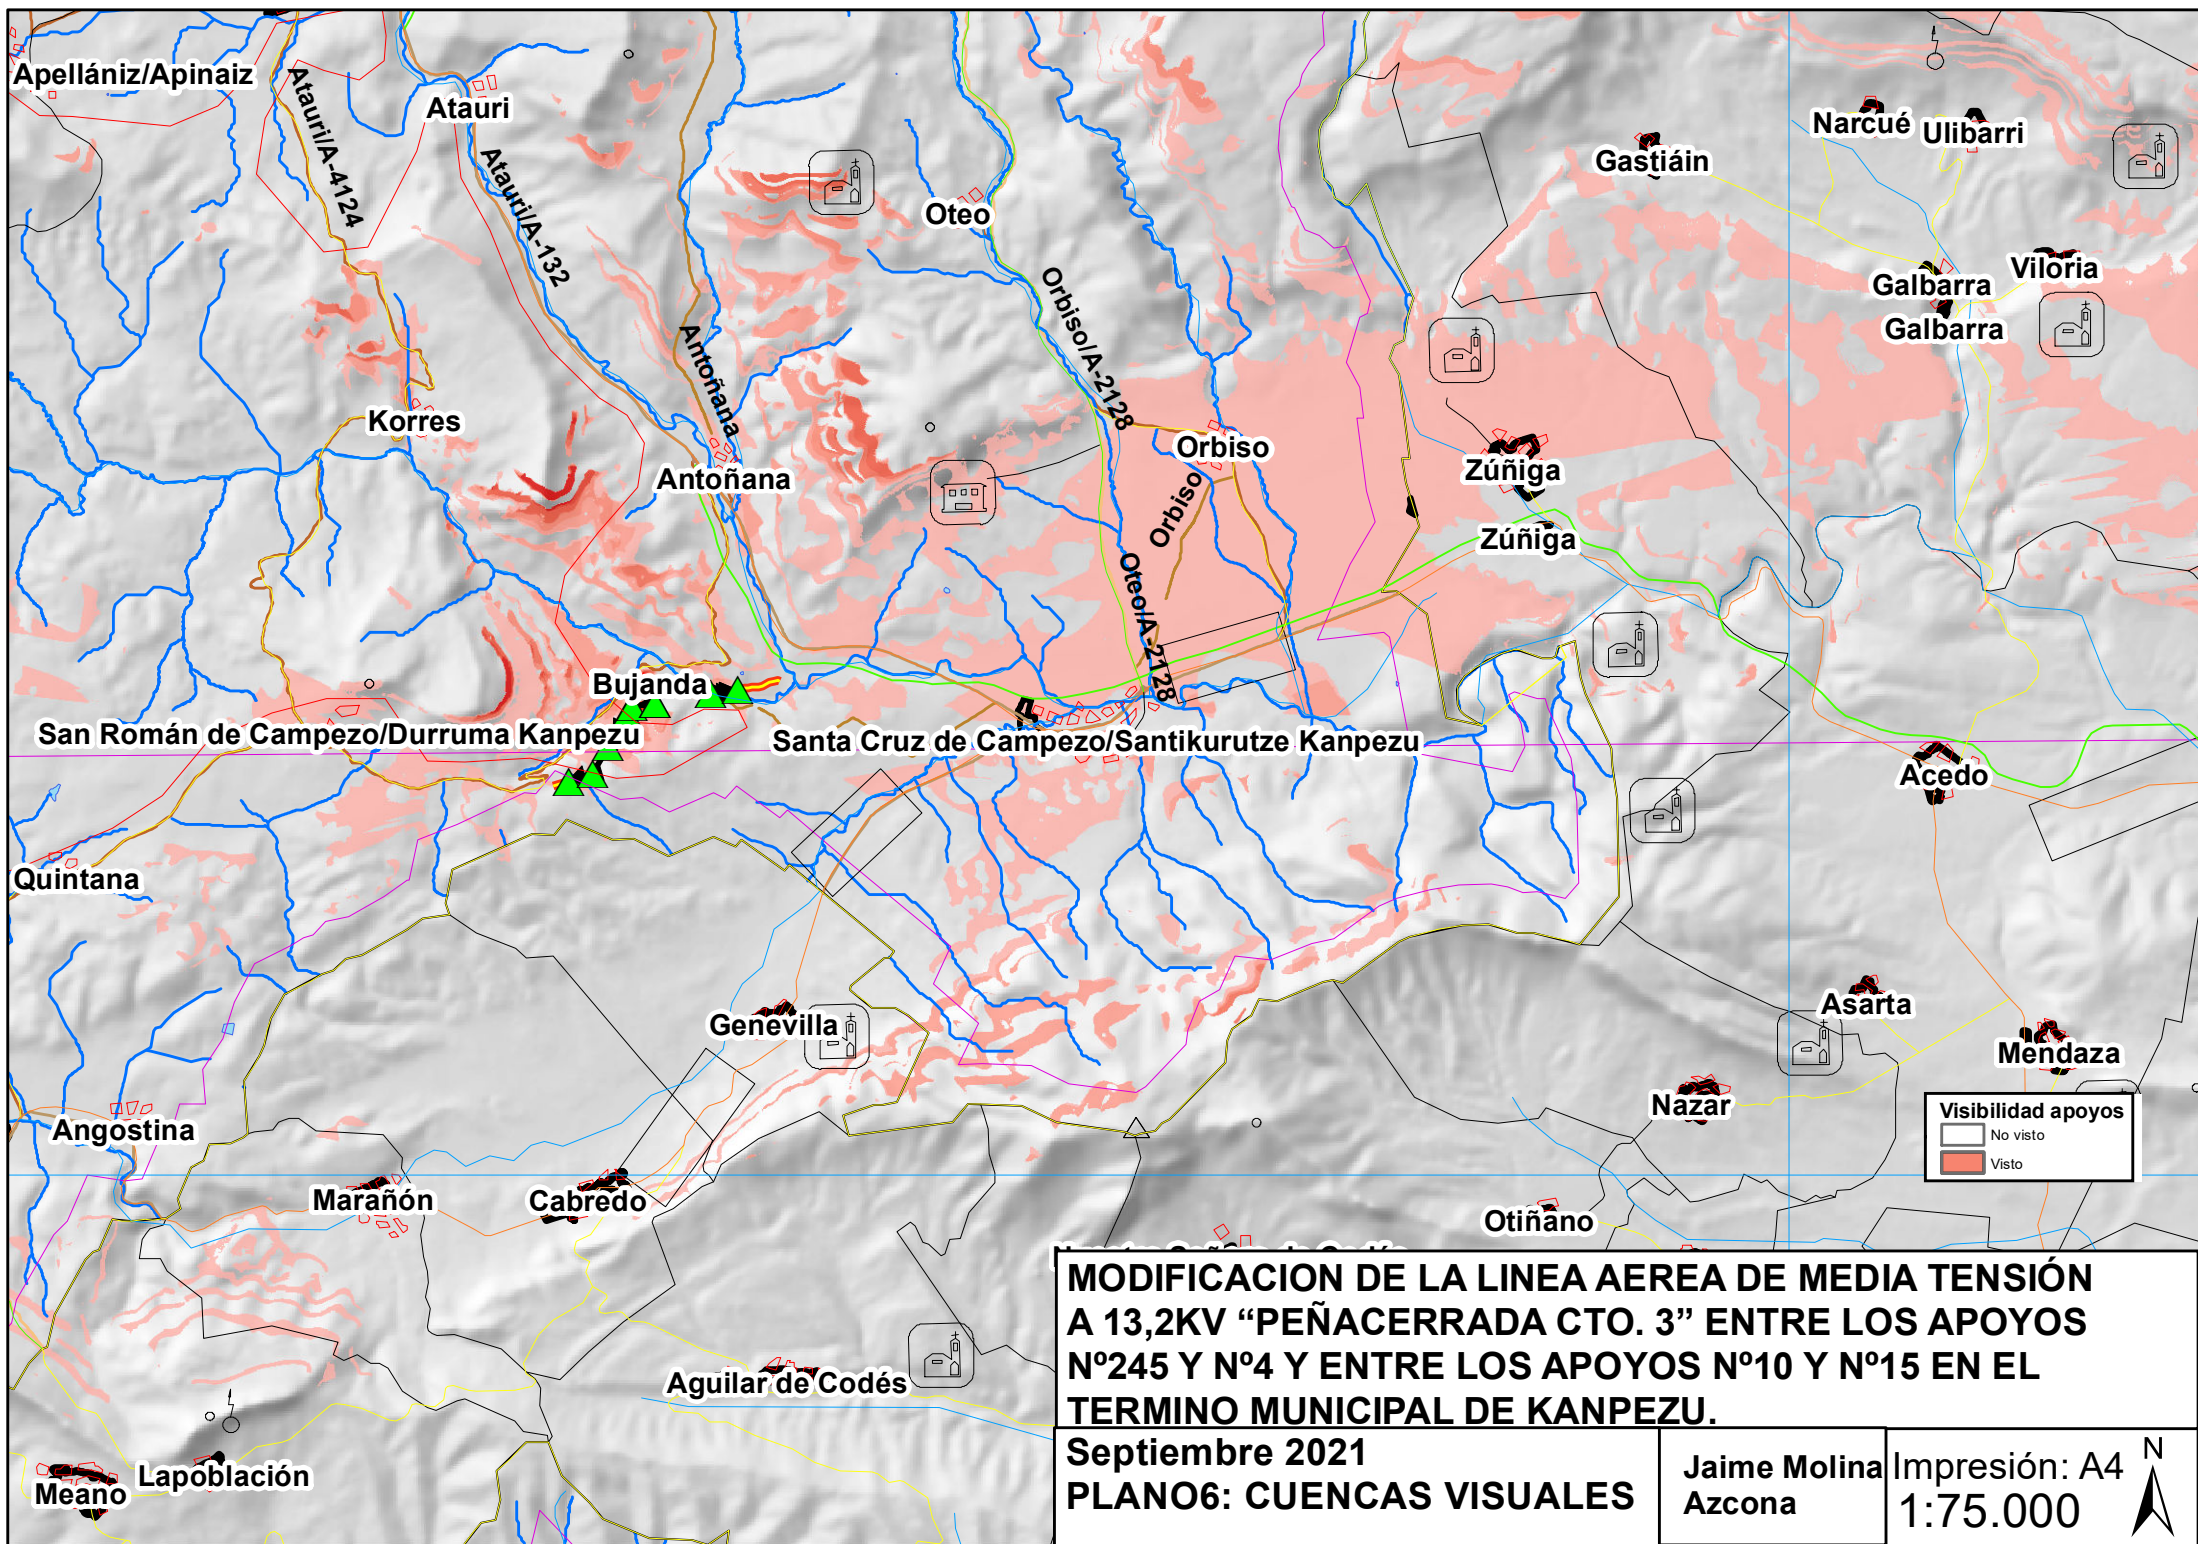 Apellániz/Apinaiz
Atauri
Atauri/A-4124
Atauri/A-132
Narcué
Ulibarri
Gastiáin
Oteo
Viloria
Galbarra
Galbarra
Orbiso/A-2128
Antoñana
Korres
Antoñana
Orbiso
Orbiso
Zúñiga
Zúñiga
Oteo/A-2128
Bujanda
San Román de Campezo/Durruma Kanpezu
Santa Cruz de Campezo/Santikurutze Kanpezu
Acedo
Quintana
Genevilla
Asarta
Mendaza
Nazar
Angostina
Marañón
Cabredo
Otiñano
Aguilar de Codés
Lapoblación
Meano
Visibilidad apoyos
No visto
Visto
MODIFICACION DE LA LINEA AEREA DE MEDIA TENSIÓN
A 13,2KV “PEÑACERRADA CTO. 3” ENTRE LOS APOYOS
Nº245 Y Nº4 Y ENTRE LOS APOYOS Nº10 Y Nº15 EN EL
TERMINO MUNICIPAL DE KANPEZU.
Septiembre 2021
PLANO6: CUENCAS VISUALES
Jaime Molina
Azcona
Impresión: A4
1:75.000
N